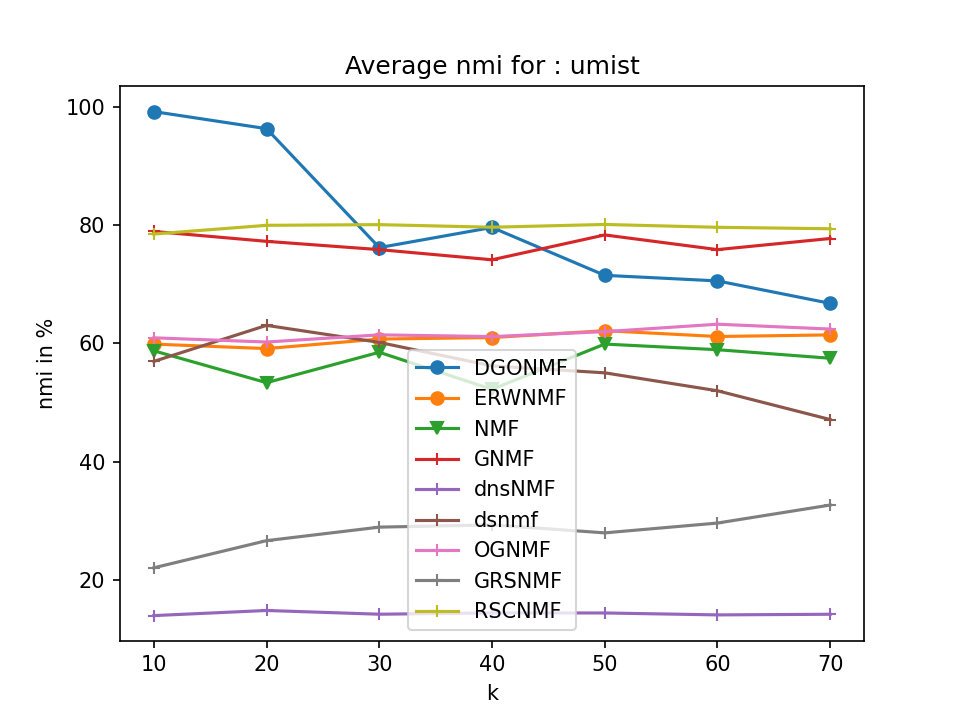 Average nmi for : umist
nmi in %
100
80
60
40
20
10 20 30 40 50 60 70
k
DGONMF
ERWNMF
NMF
GNMF
dnsNMF
dsnmf
OGNMF
GRSNMF
RSCNMF